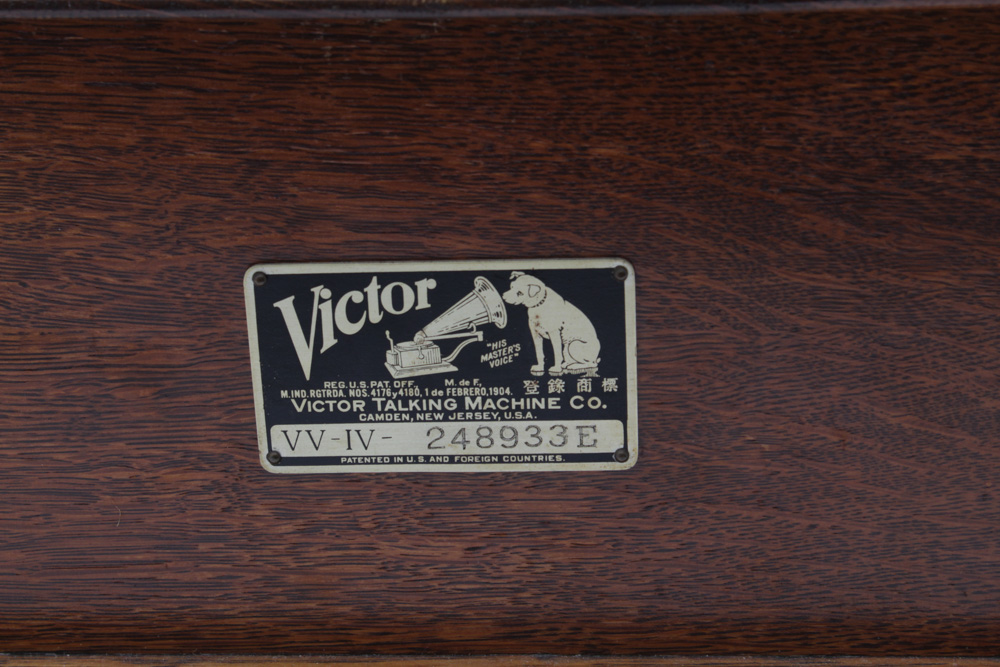 Victor
"HIS
MASTER'S
VOICE"
REG. U.S. PAT. OFF. M. de F.,
M.IND.RGTRDA. NOS. 4176 y 4180, 1 de FEBRERO, 1904. 登錄商標
VICTOR TALKING MACHINE CO.
CAMDEN, NEW JERSEY, U.S.A.
VV-IV- 248933E
PATENTED IN U.S. AND FOREIGN COUNTRIES.